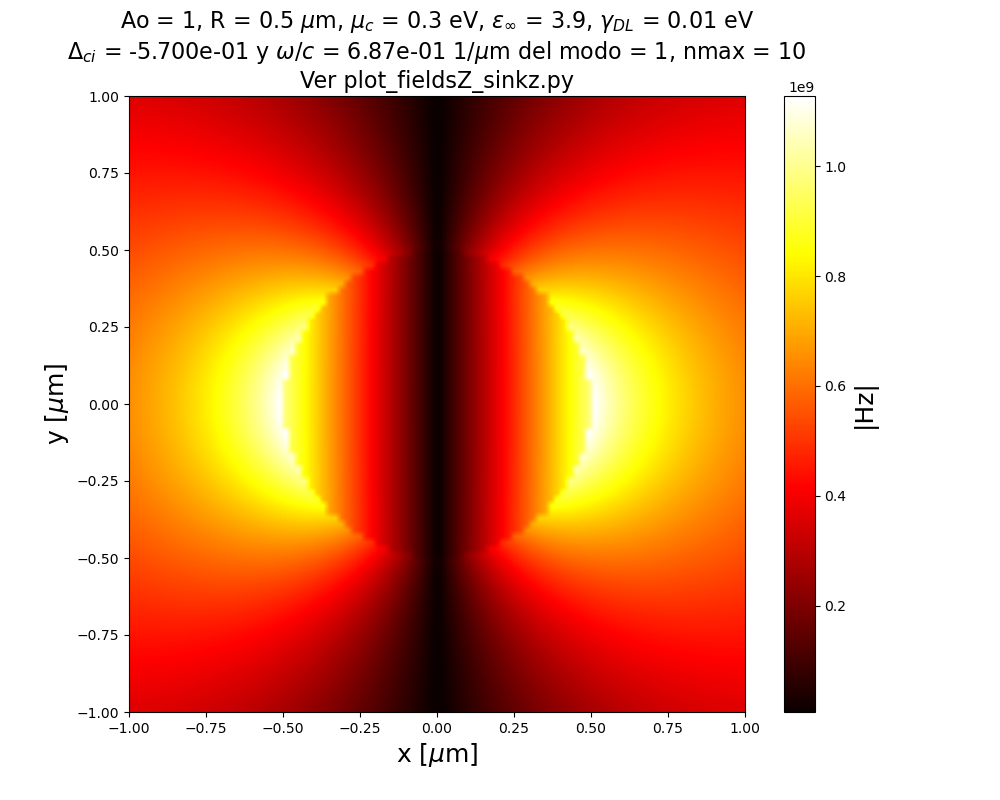 Ao = 1, R = 0.5 μm, μ_c = 0.3 eV, ε_∞ = 3.9, γ_DL = 0.01 eV
Δ_ci = -5.700e-01 y ω/c = 6.87e-01 1/μm del modo = 1, nmax = 10
Ver plot_fieldsZ_sinkz.py
1e9
1.00
0.75
0.50
0.25
0.00
−0.25
−0.50
−0.75
−1.00
y [μm]
−1.00 −0.75 −0.50 −0.25 0.00 0.25 0.50 0.75 1.00
x [μm]
1.0
0.8
0.6
0.4
0.2
|Hz|